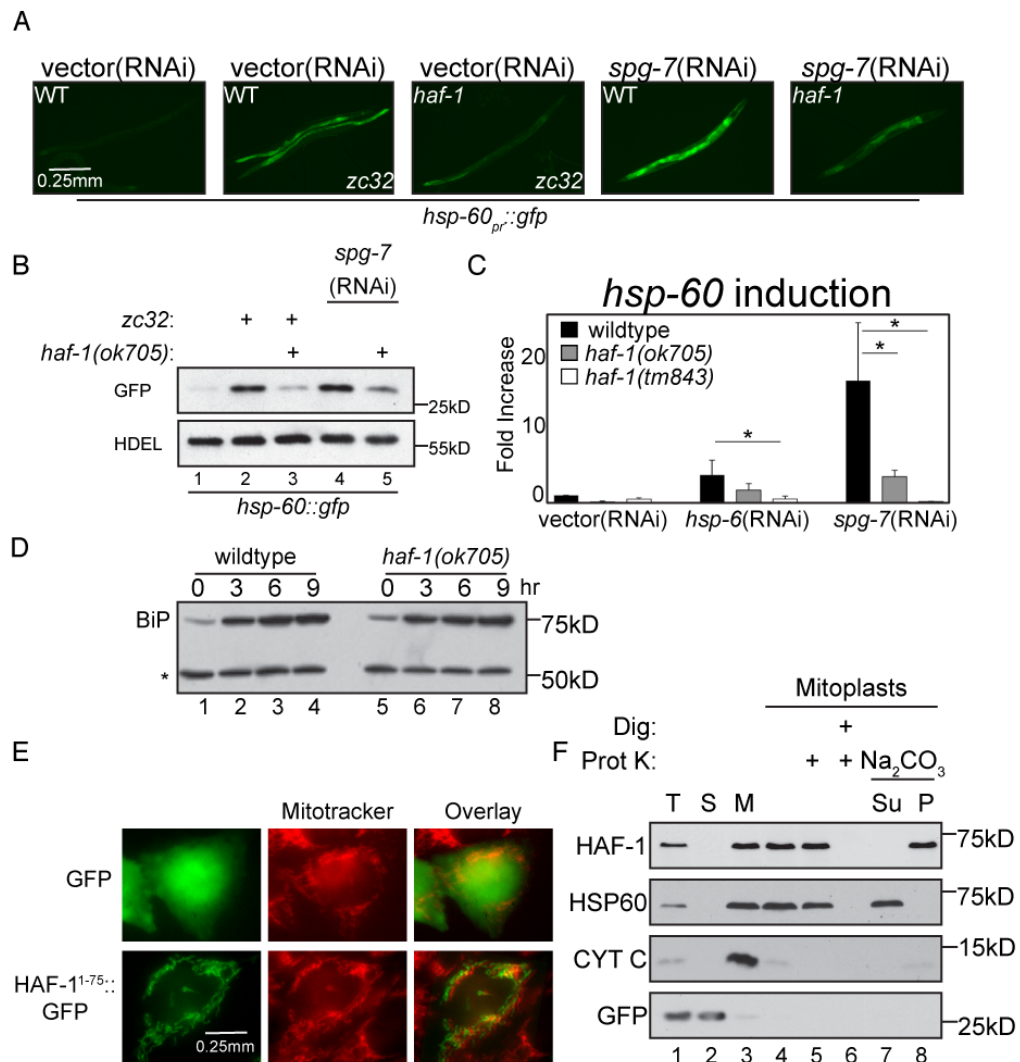 A
vector(RNAi) vector(RNAi) vector(RNAi) spg-7(RNAi) spg-7(RNAi)
WT WT haf-1 WT haf-1
0.25mm zc32 zc32
hsp-60pr::gfp
B
spg-7
(RNAi)
zc32: + +
haf-1(ok705): + +
GFP
25kD
HDEL
55kD
1 2 3 4 5
hsp-60::gfp
C
hsp-60 induction
wildtype
haf-1(ok705)
haf-1(tm843)
Fold Increase
20
10
0
* * *
vector(RNAi) hsp-6(RNAi) spg-7(RNAi)
D
wildtype haf-1(ok705)
0 3 6 9 0 3 6 9 hr
BiP
75kD
*
50kD
1 2 3 4 5 6 7 8
E
Mitotracker Overlay
GFP
HAF-1¹⁻⁷⁵::
GFP
0.25mm
F
Mitoplasts
Dig: +
Prot K: + + Na₂CO₃
T S M Su P
HAF-1 75kD
HSP60 75kD
CYT C 15kD
GFP 25kD
1 2 3 4 5 6 7 8